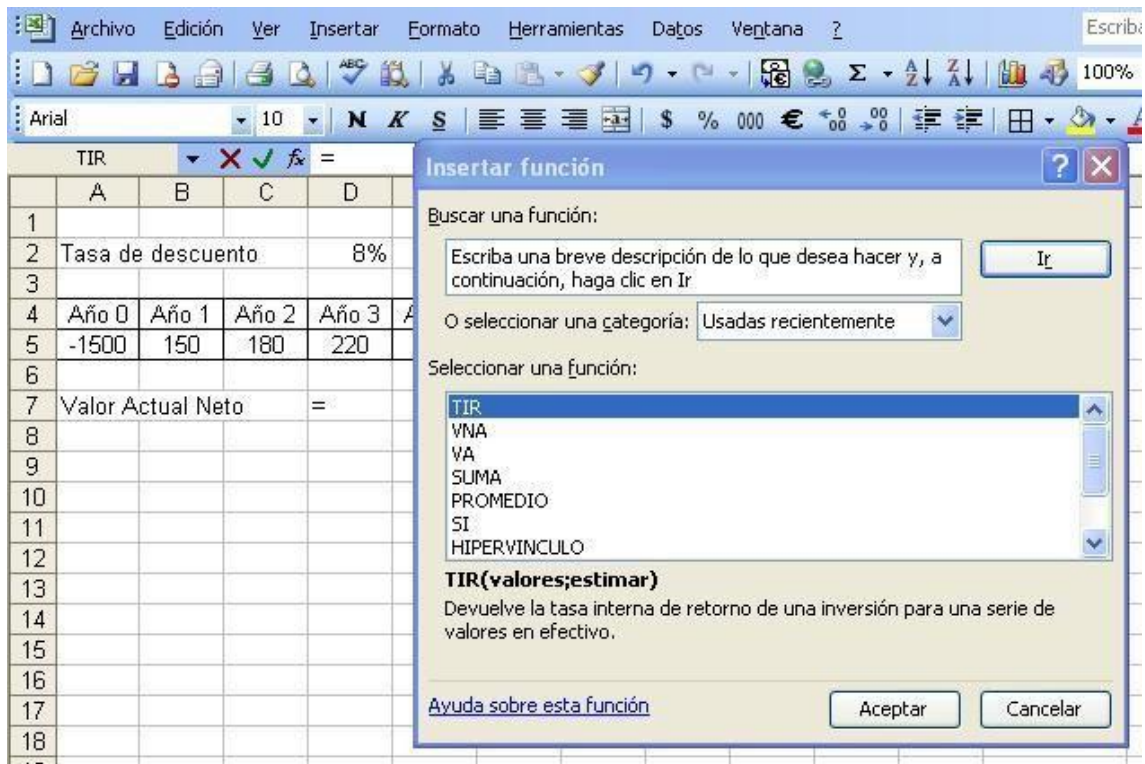 Archivo Edición Ver Insertar Formato Herramientas Datos Ventana ? Escriba
ABC Σ A Z Z A 100%
Arial 10 N K S $ % 000 €
TIR fx =
A B C D
1
2 Tasa de descuento 8%
3
4 Año 0 Año 1 Año 2 Año 3 A
5 -1500 150 180 220
6
7 Valor Actual Neto =
8
9
10
11
12
13
14
15
16
17
18
Insertar función ?
Buscar una función:
Escriba una breve descripción de lo que desea hacer y, a
continuación, haga clic en Ir
Ir
O seleccionar una categoría: Usadas recientemente
Seleccionar una función:
TIR
VNA
VA
SUMA
PROMEDIO
SI
HIPERVINCULO
TIR(valores;estimar)
Devuelve la tasa interna de retorno de una inversión para una serie de
valores en efectivo.
Ayuda sobre esta función Aceptar Cancelar